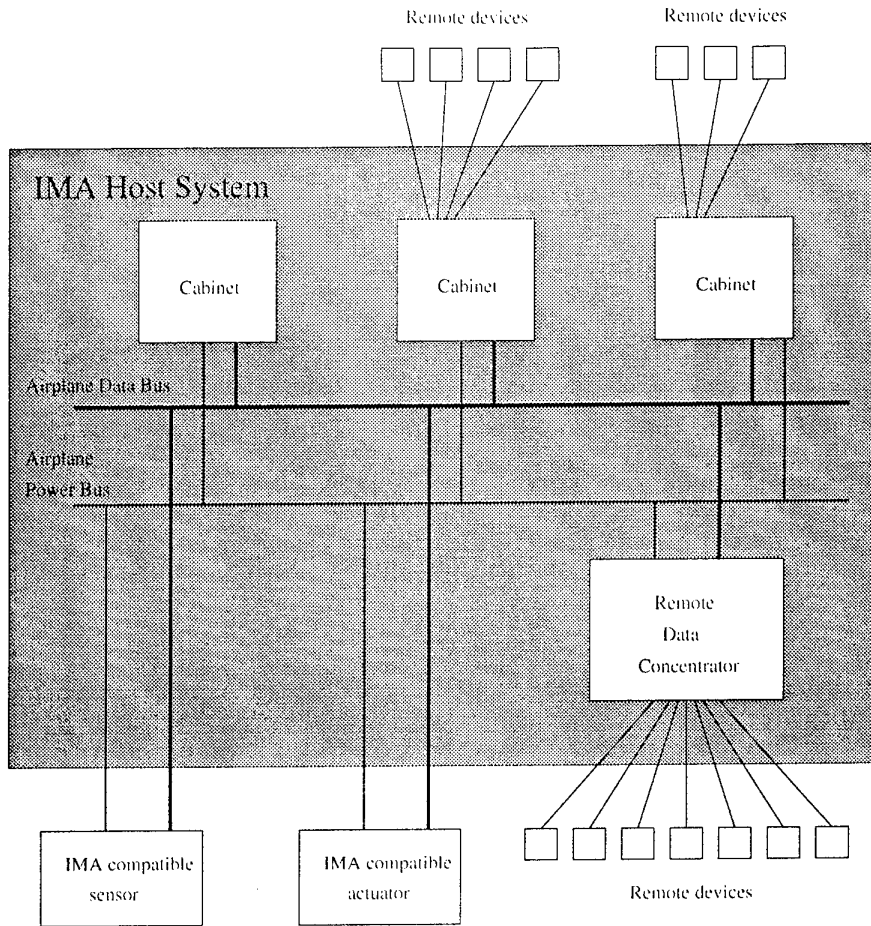 Remote devices
Remote devices
IMA Host System
Cabinet
Cabinet
Cabinet
Airplane Data Bus
Airplane
Power Bus
Remote
Data
Concentrator
IMA compatible
sensor
IMA compatible
actuator
Remote devices